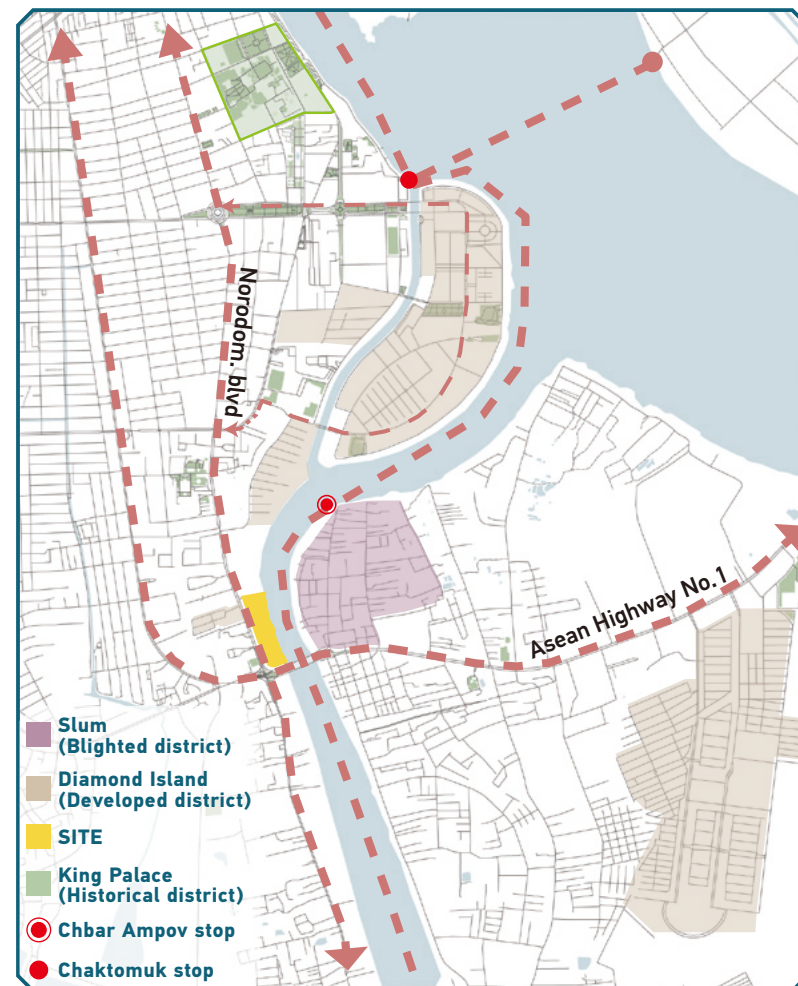 Norodom. blvd
Asean Highway No.1
Slum
(Blighted district)
Diamond Island
(Developed district)
SITE
King Palace
(Historical district)
Chbar Ampov stop
Chaktomuk stop